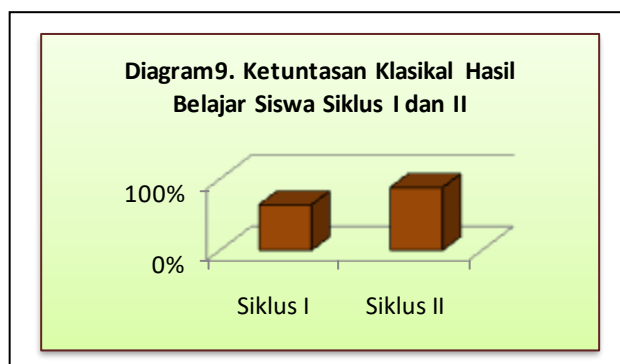 Diagram9. Ketuntasan Klasikal Hasil
Belajar Siswa Siklus I dan II
100%
0%
Siklus I
Siklus II